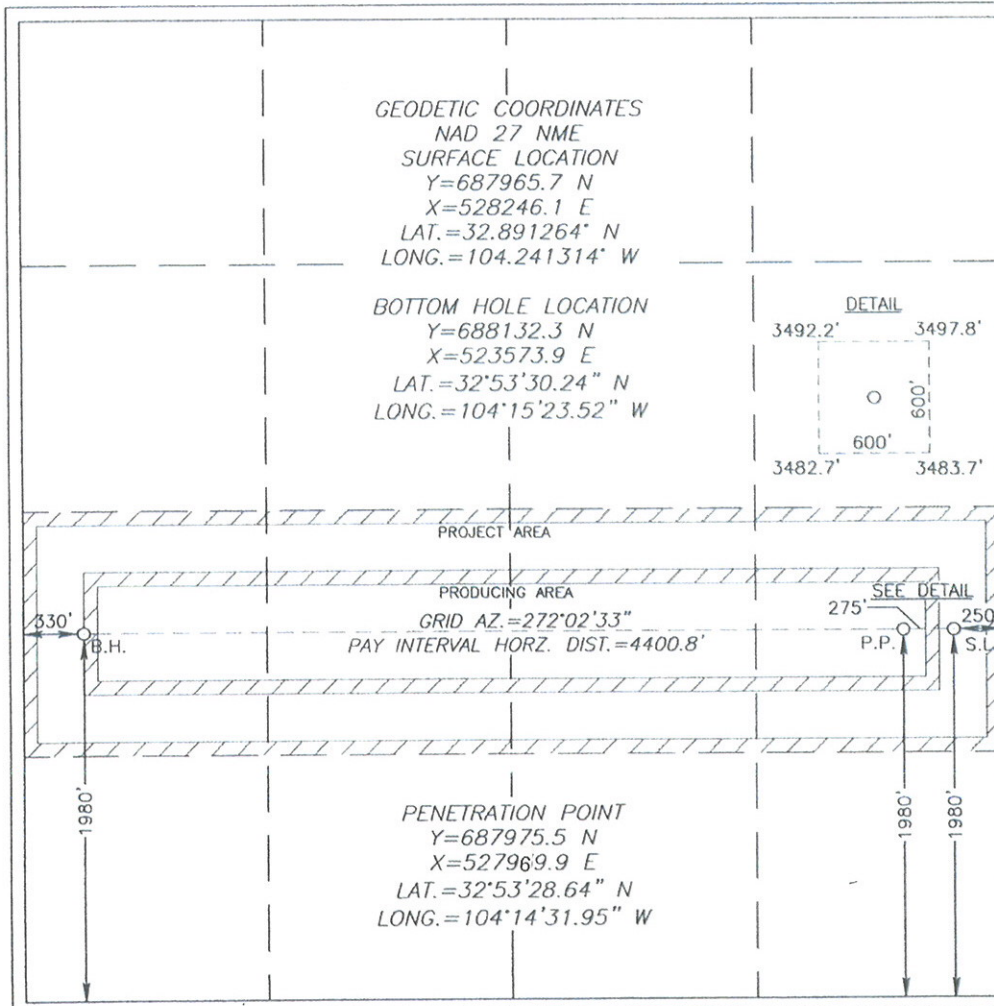 GEODETIC COORDINATES
NAD 27 NME
SURFACE LOCATION
Y=687965.7 N
X=528246.1 E
LAT.=32.891264° N
LONG.=104.241314° W
BOTTOM HOLE LOCATION
Y=688132.3 N
X=523573.9 E
LAT.=32°53'30.24" N
LONG.=104°15'23.52" W
DETAIL
3492.2' 3497.8'
600'
600'
3482.7' 3483.7'
PROJECT AREA
PRODUCING AREA
SEE DETAIL
GRID AZ.=272°02'33"
PAY INTERVAL HORZ. DIST.=4400.8'
330'
B.H.
275'
P.P.
250'
S.L.
1980'
1980'
1980'
PENETRATION POINT
Y=687975.5 N
X=527969.9 E
LAT.=32°53'28.64" N
LONG.=104°14'31.95" W